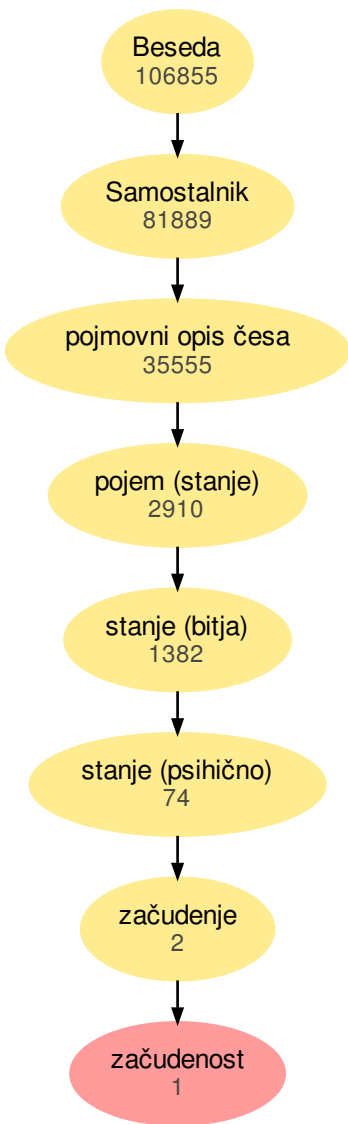 Beseda
106855
Samostalnik
81889
pojmovni opis česa
35555
pojem (stanje)
2910
stanje (bitja)
1382
stanje (psihično)
74
začudenje
2
začudenost
1